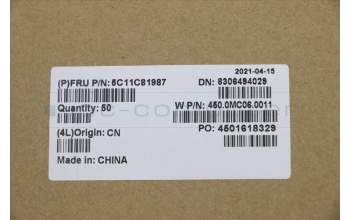 2021-04-15
(P)FRU P/N: 5C11C81987 DN: 8306494029
Quantity: 50 W P/N: 450.0MC06.0011
(4L)Origin: CN PO: 4501618329
Made in: CHINA